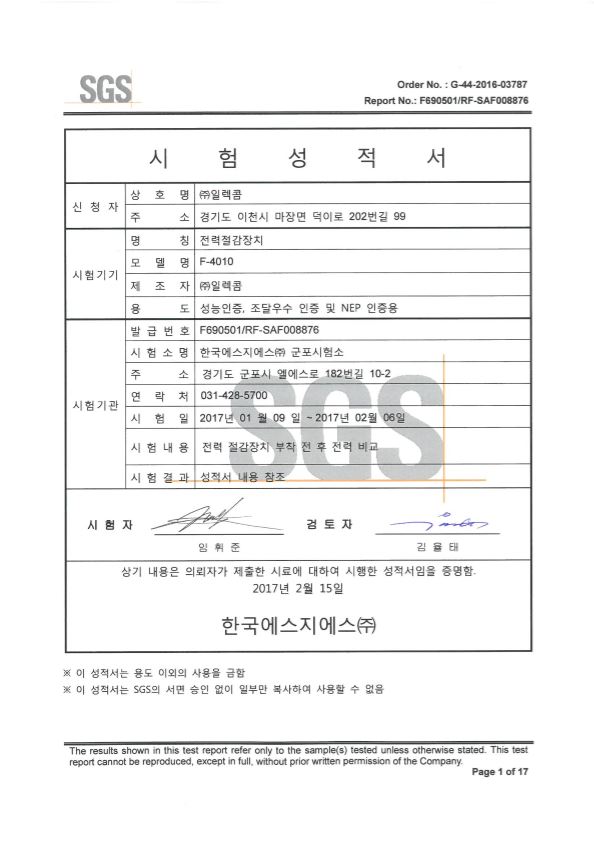 SGS
Order No. : G-44-2016-03787
Report No.: F690501/RF-SAF008876
시 험 성 적 서
신 청 자
상 호 명 ㈜일렉콤
주 소 경기도 이천시 마장면 덕이로 202번길 99
시험기기
명 칭 전력절감장치
모 델 명 F-4010
제 조 자 ㈜일렉콤
용 도 성능인증, 조달우수 인증 및 NEP 인증용
시험기관
발 급 번 호 F690501/RF-SAF008876
시 험 소 명 한국에스지에스㈜ 군포시험소
주 소 경기도 군포시 엘에스로 182번길 10-2
연 락 처 031-428-5700
시 험 일 2017년 01 월 09 일 ~2017년 02월 06일
시 험 내 용 전력 절감장치 부착 전 후 전력 비교
시 험 결 과 성적서 내용 참조
SGS
시 험 자 검 토 자
임 휘 준 김 율 태
상기 내용은 의뢰자가 제출한 시료에 대하여 시행한 성적서임을 증명함.
2017년 2월 15일
한국에스지에스㈜
※ 이 성적서는 용도 이외의 사용을 금함
※ 이 성적서는 SGS의 서면 승인 없이 일부만 복사하여 사용할 수 없음
The results shown in this test report refer only to the sample(s) tested unless otherwise stated. This test
report cannot be reproduced, except in full, without prior written permission of the Company.
Page 1 of 17